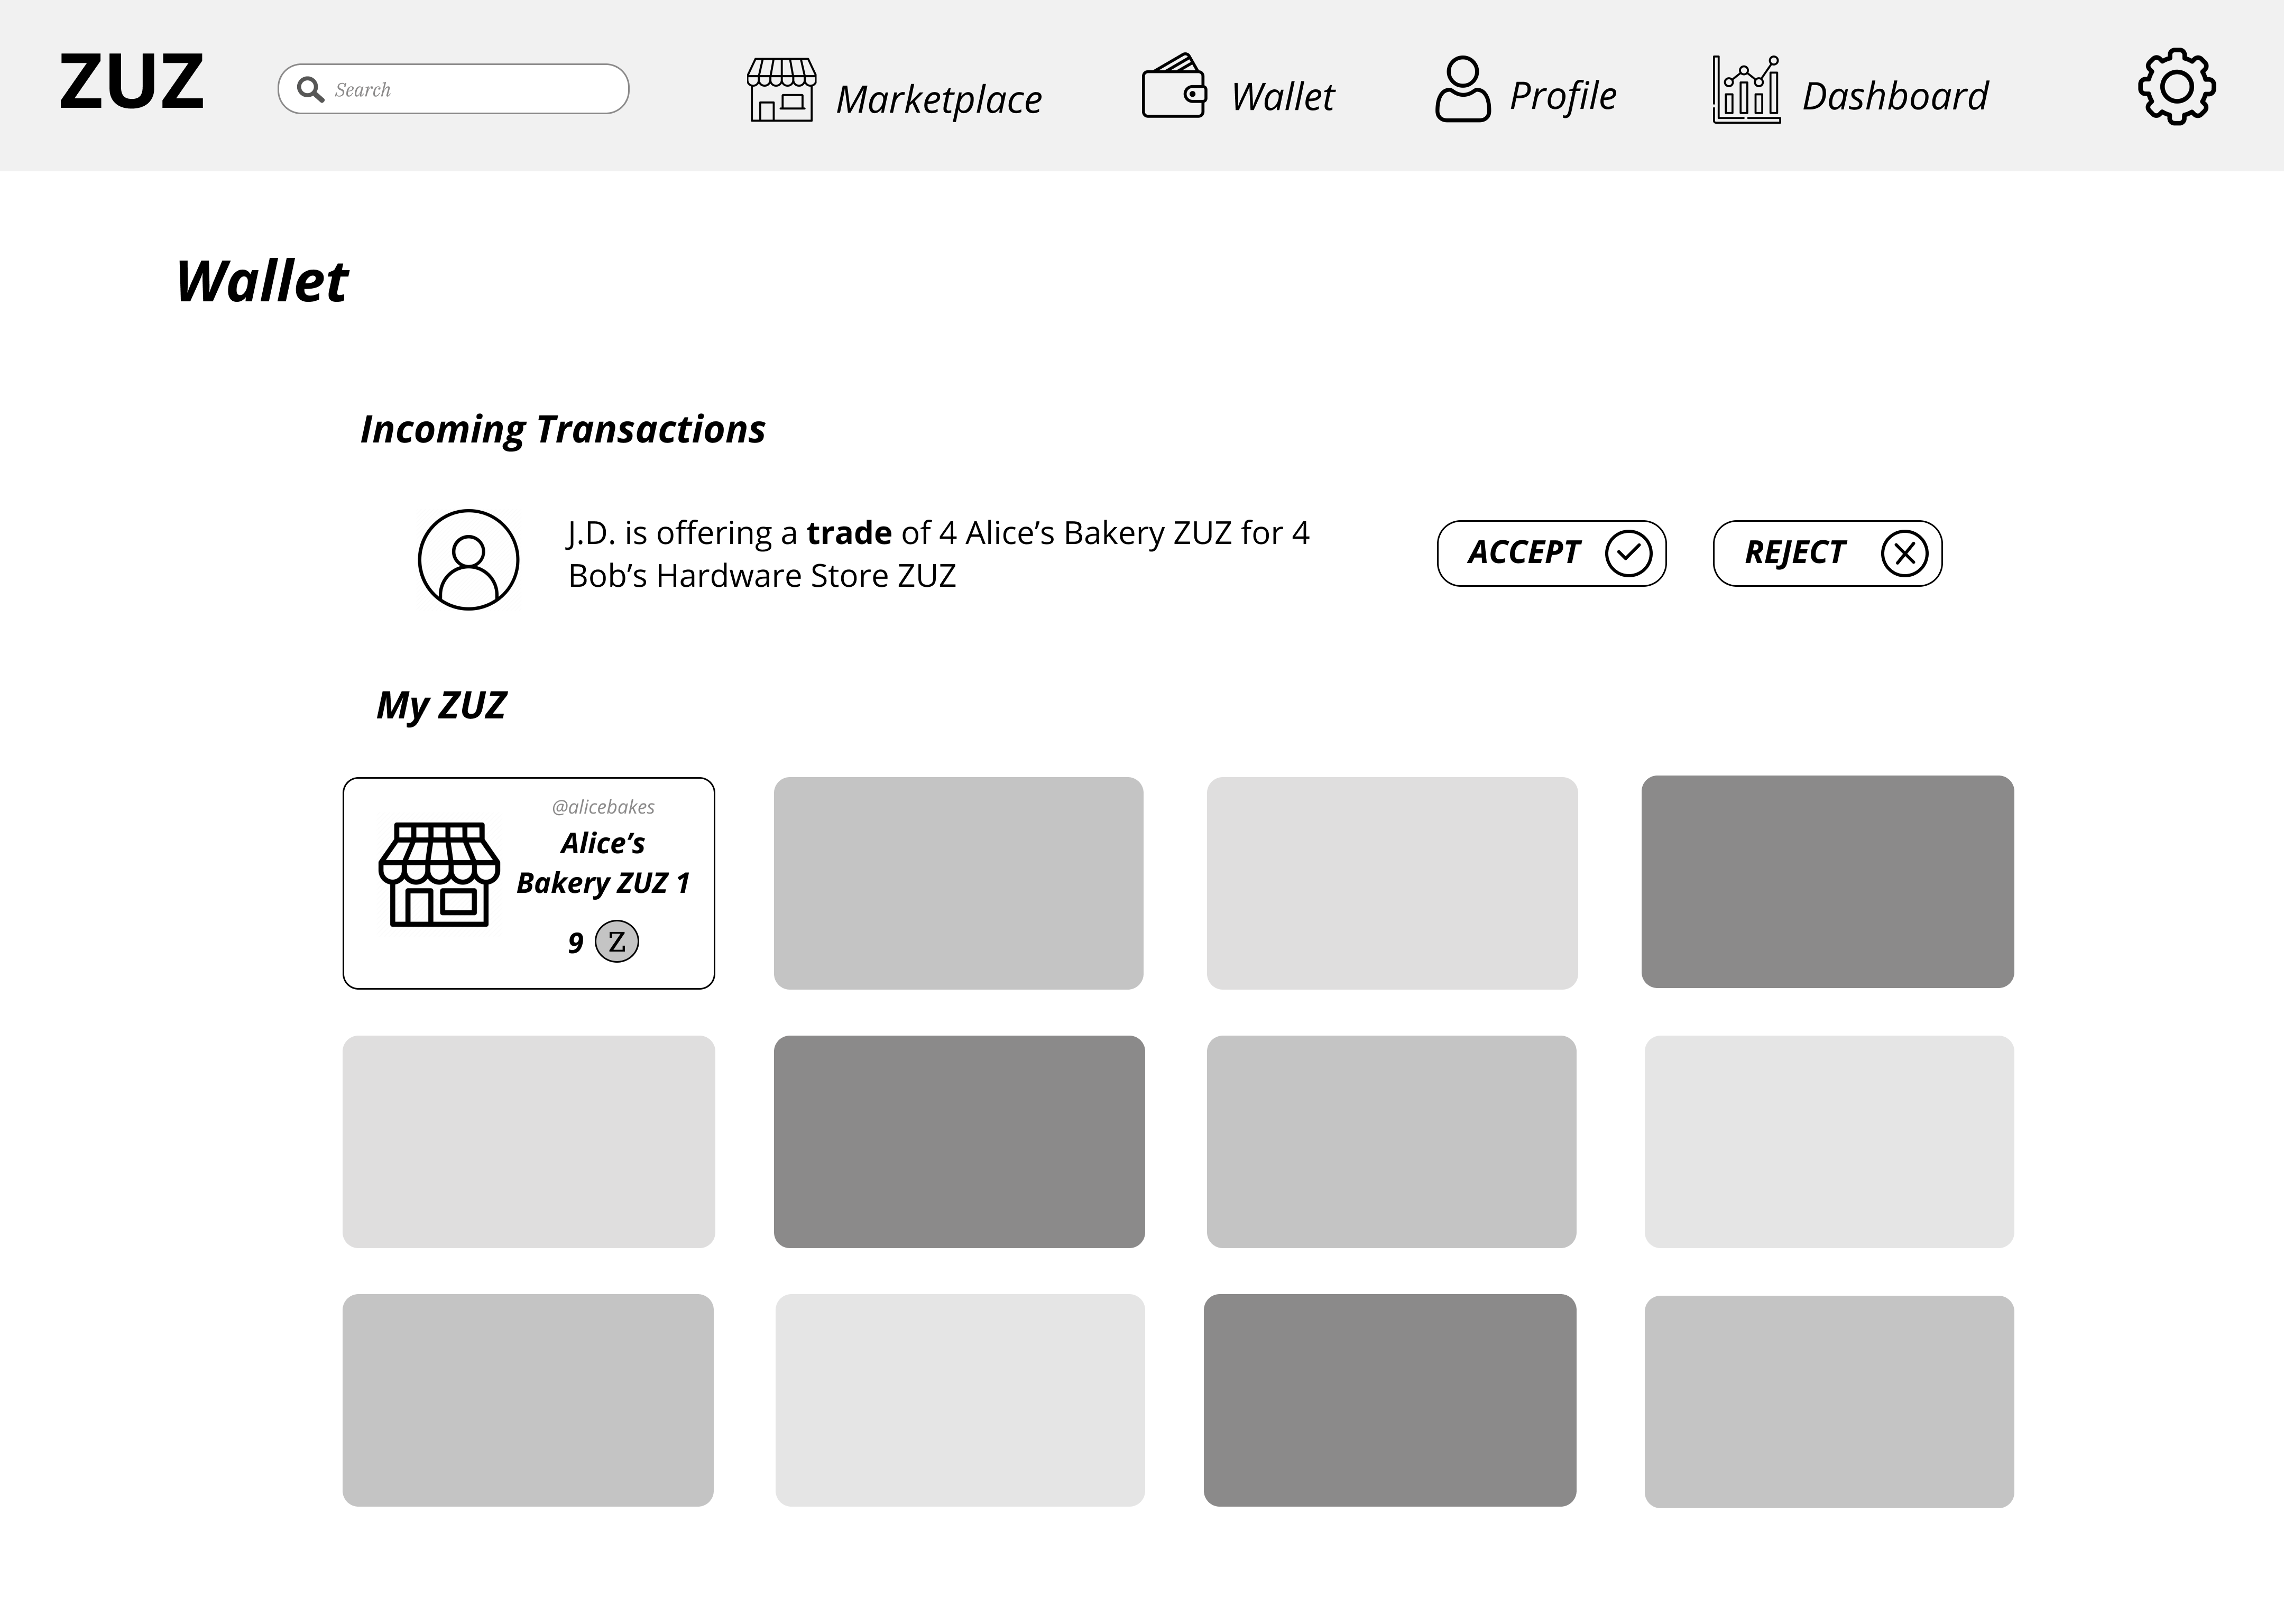 ZUZ
Search
Marketplace
Wallet
Profile
Dashboard
Wallet
Incoming Transactions
J.D. is offering a trade of 4 Alice’s Bakery ZUZ for 4
Bob’s Hardware Store ZUZ
ACCEPT
REJECT
My ZUZ
@alicebakes
Alice’s
Bakery ZUZ 1
9 Z